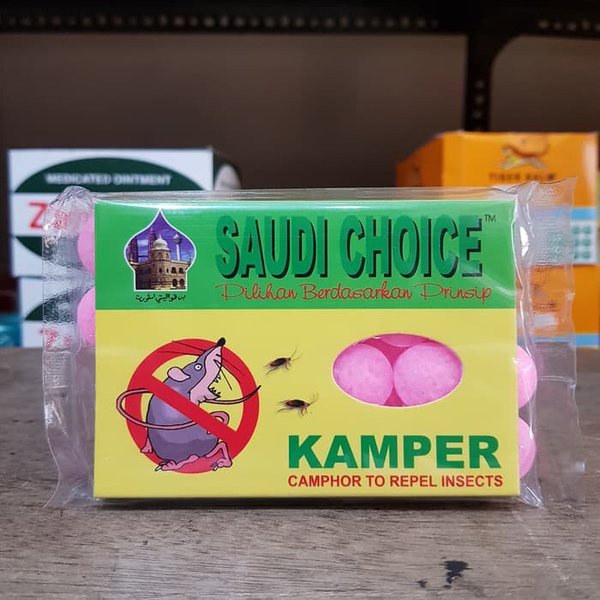 MEDICATED OINTMENT
Z
TIGER BALM
SAUDI CHOICE™
Pilihan Berdasarkan Prinsip
KAMPER
CAMPHOR TO REPEL INSECTS